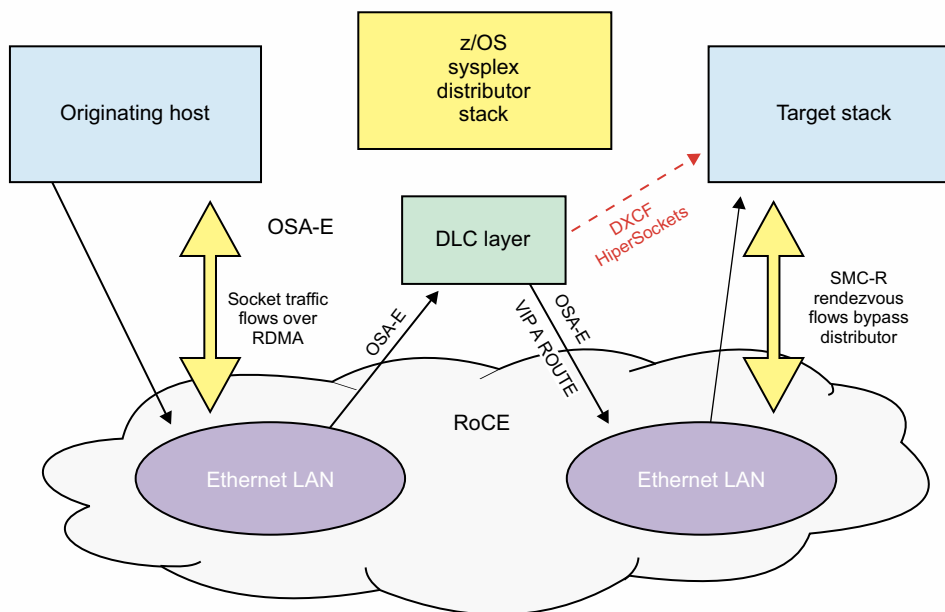 z/OS
sysplex
distributor
stack
Originating host
Target stack
OSA-E
DLC layer
DXCF
HiperSockets
Socket traffic
flows over
RDMA
OSA-E
OSA-E
VIPA ROUTE
SMC-R
rendezvous
flows bypass
distributor
RoCE
Ethernet LAN
Ethernet LAN